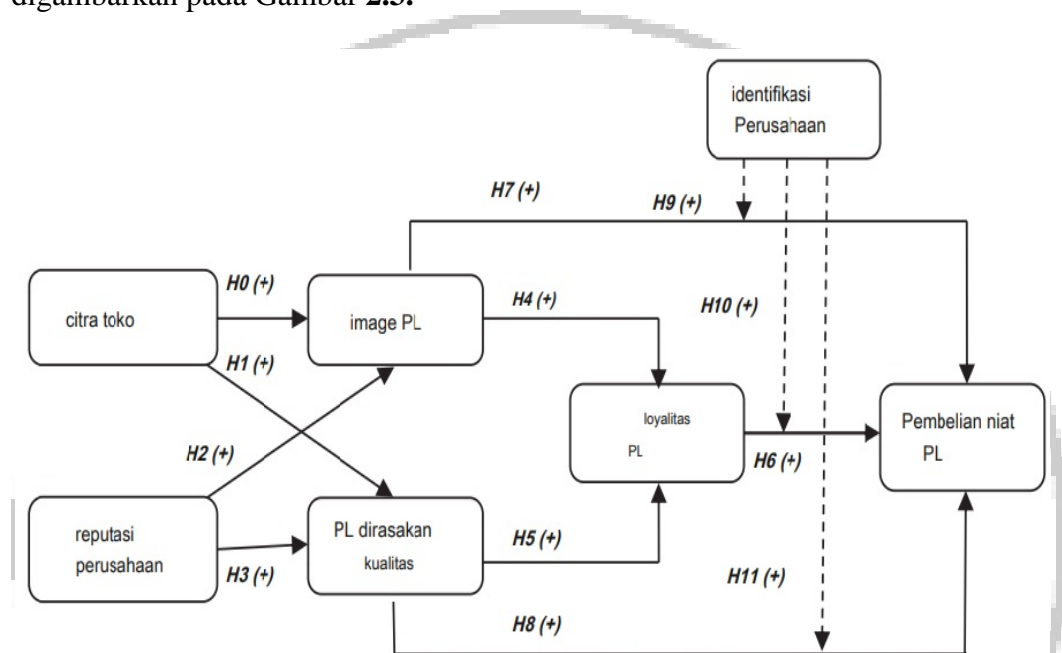 digambarkan pada Gambar 2.3.
identifikasi
Perusahaan
H7 (+)
H9 (+)
citra toko
H0 (+)
image PL
H4 (+)
H10 (+)
H1 (+)
loyalitas
PL
Pembelian niat
PL
H2 (+)
H6 (+)
reputasi
perusahaan
H3 (+)
PL dirasakan
kualitas
H5 (+)
H11 (+)
H8 (+)